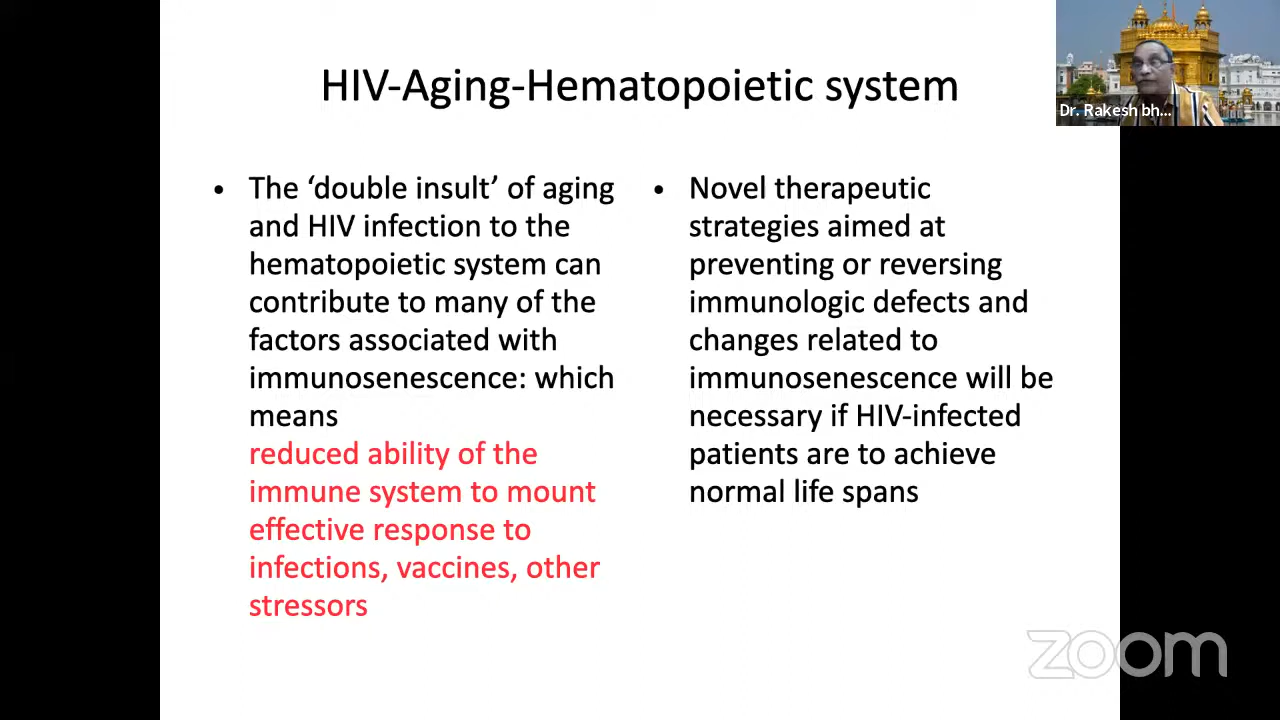 HIV-Aging-Hematopoietic system
Dr. Rakesh bh...
• The ‘double insult’ of aging
and HIV infection to the
hematopoietic system can
contribute to many of the
factors associated with
immunosenescence: which
means
reduced ability of the
immune system to mount
effective response to
infections, vaccines, other
stressors
• Novel therapeutic
strategies aimed at
preventing or reversing
immunologic defects and
changes related to
immunosenescence will be
necessary if HIV-infected
patients are to achieve
normal life spans
zoom